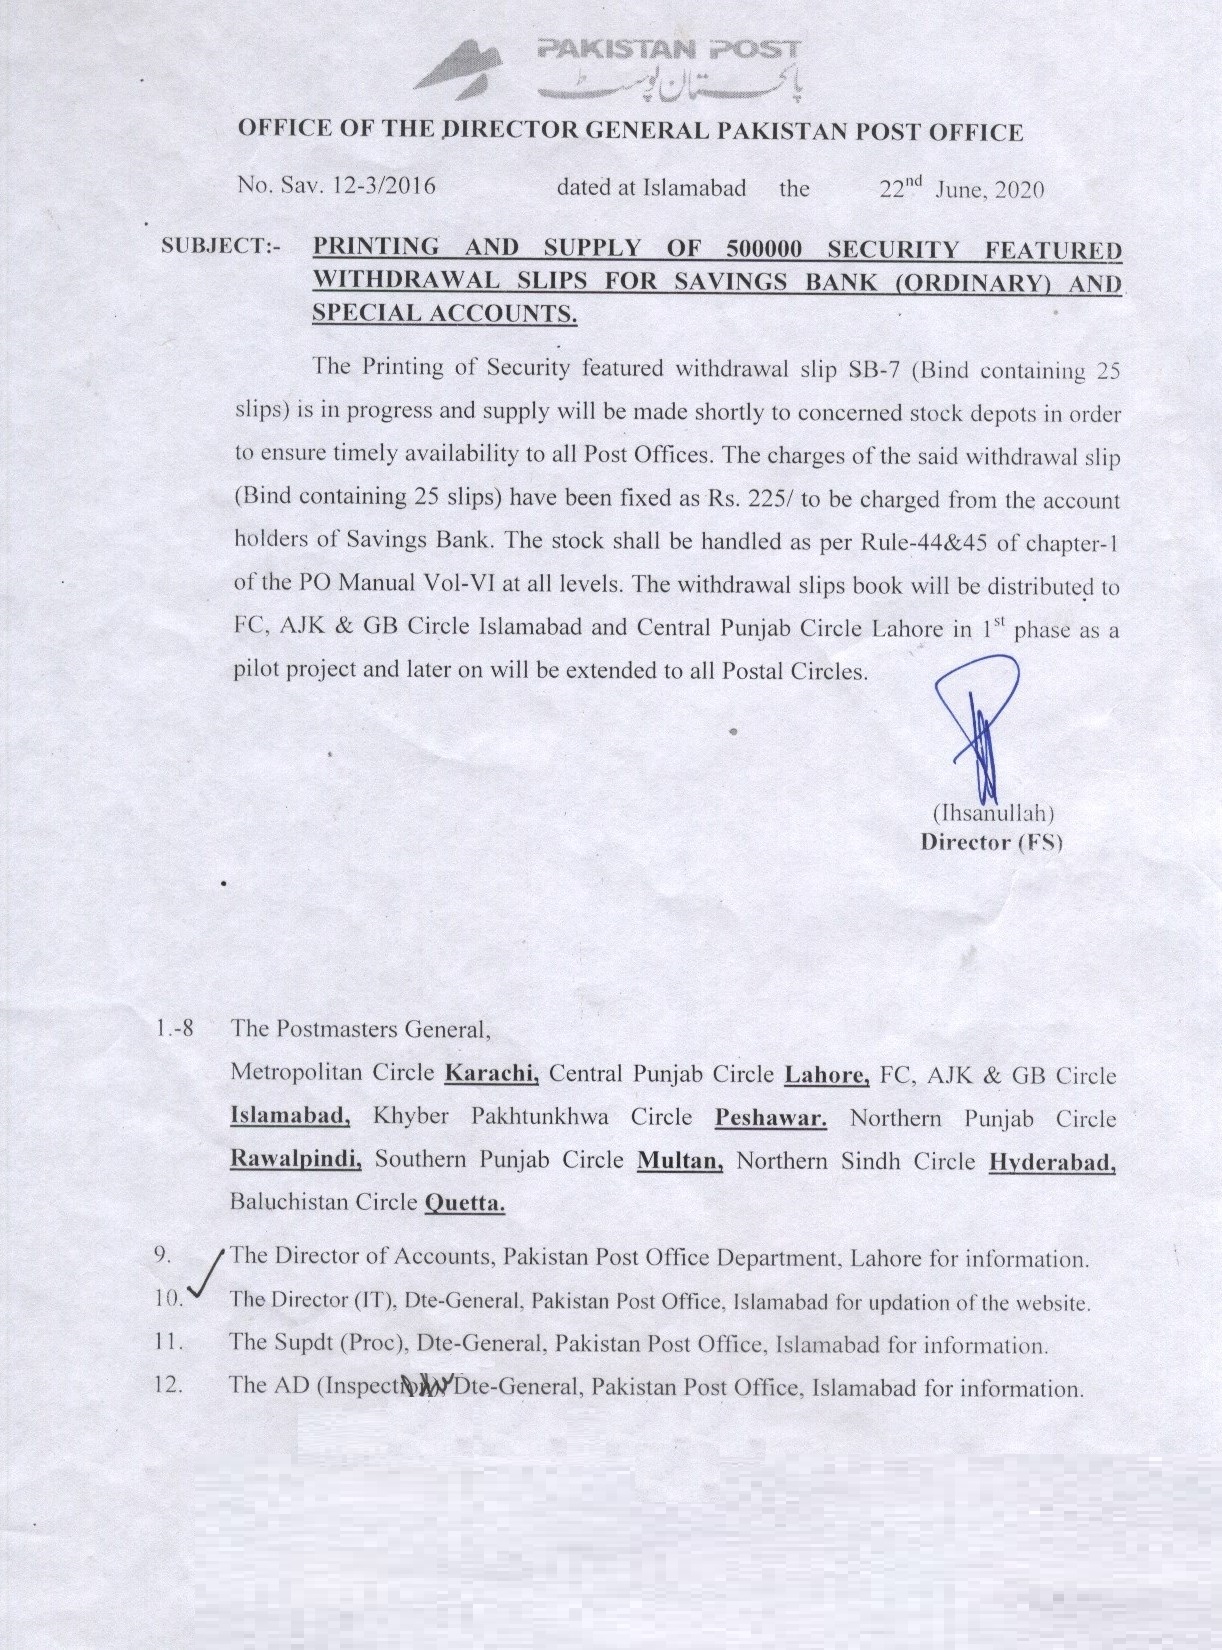 PAKISTAN POST
پاکستان پوسٹ
OFFICE OF THE DIRECTOR GENERAL PAKISTAN POST OFFICE
No. Sav. 12-3/2016 dated at Islamabad the 22nd June, 2020
SUBJECT:- PRINTING AND SUPPLY OF 500000 SECURITY FEATURED
WITHDRAWAL SLIPS FOR SAVINGS BANK (ORDINARY) AND
SPECIAL ACCOUNTS.
The Printing of Security featured withdrawal slip SB-7 (Bind containing 25
slips) is in progress and supply will be made shortly to concerned stock depots in order
to ensure timely availability to all Post Offices. The charges of the said withdrawal slip
(Bind containing 25 slips) have been fixed as Rs. 225/ to be charged from the account
holders of Savings Bank. The stock shall be handled as per Rule-44&45 of chapter-1
of the PO Manual Vol-VI at all levels. The withdrawal slips book will be distributed to
FC, AJK & GB Circle Islamabad and Central Punjab Circle Lahore in 1st phase as a
pilot project and later on will be extended to all Postal Circles.
(Ihsanullah)
Director (FS)
1.-8 The Postmasters General,
Metropolitan Circle Karachi, Central Punjab Circle Lahore, FC, AJK & GB Circle
Islamabad, Khyber Pakhtunkhwa Circle Peshawar. Northern Punjab Circle
Rawalpindi, Southern Punjab Circle Multan, Northern Sindh Circle Hyderabad,
Baluchistan Circle Quetta.
9. The Director of Accounts, Pakistan Post Office Department, Lahore for information.
10. The Director (IT), Dte-General, Pakistan Post Office, Islamabad for updation of the website.
11. The Supdt (Proc), Dte-General, Pakistan Post Office, Islamabad for information.
12. The AD (Inspection) Dte-General, Pakistan Post Office, Islamabad for information.